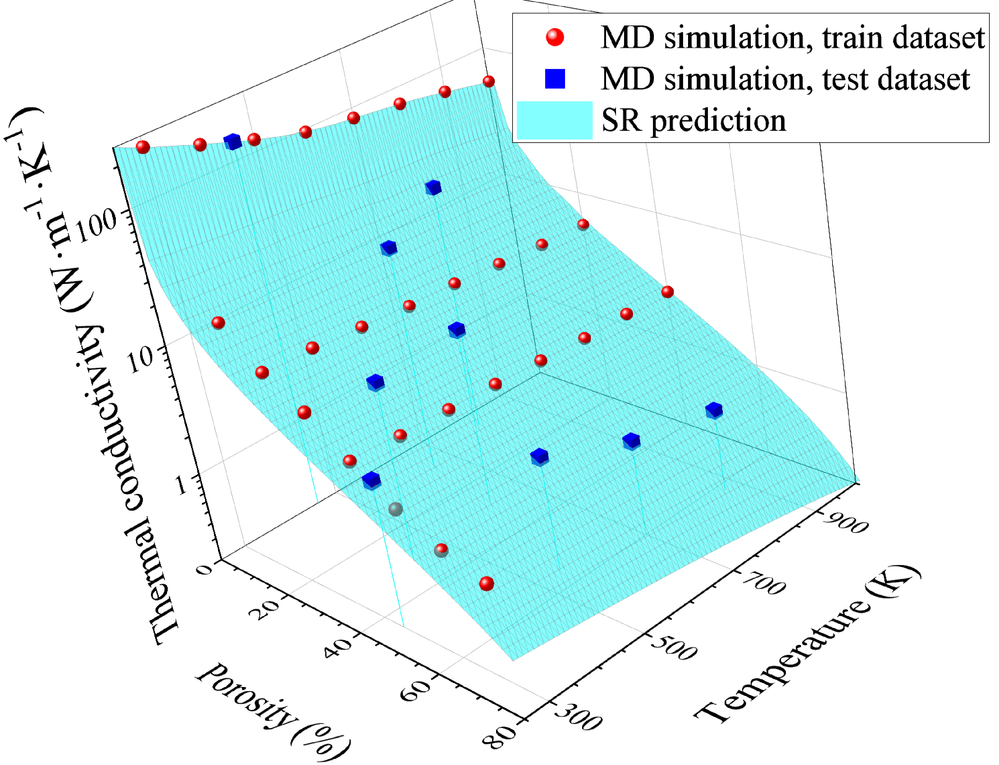 MD simulation, train dataset
MD simulation, test dataset
SR prediction
Thermal conductivity (W·m⁻¹·K⁻¹)
100
10
1
0
20
40
60
80
Porosity (%)
300
500
700
900
Temperature (K)